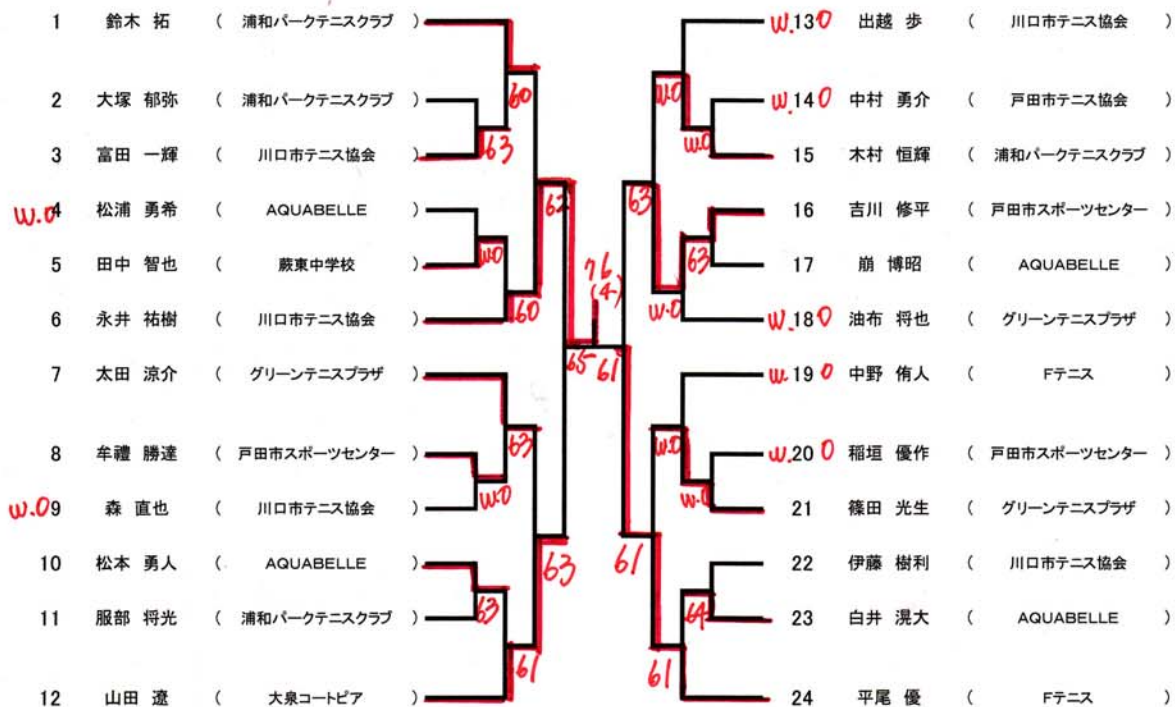 1 鈴木 拓 ( 浦和パークテニスクラブ )
2 大塚 郁弥 ( 浦和パークテニスクラブ )
3 富田 一輝 ( 川口市テニス協会 )
W.O 4 松浦 勇希 ( AQUABELLE )
5 田中 智也 ( 蕨東中学校 )
6 永井 祐樹 ( 川口市テニス協会 )
7 太田 涼介 ( グリーンテニスプラザ )
8 牟禮 勝達 ( 戸田市スポーツセンター )
W.O 9 森 直也 ( 川口市テニス協会 )
10 松本 勇人 ( AQUABELLE )
11 服部 将光 ( 浦和パークテニスクラブ )
12 山田 遼 ( 大泉コートピア )
60
63
62
W.O
60
63
W.O
63
63
61
76
(4)
65 61
W.O
W.O
63
63
W.O
W.O
W.O
61
64
61
W.13 O 出越 歩 ( 川口市テニス協会 )
W.14 O 中村 勇介 ( 戸田市テニス協会 )
15 木村 恒輝 ( 浦和パークテニスクラブ )
16 吉川 修平 ( 戸田市スポーツセンター )
17 崩 博昭 ( AQUABELLE )
W.18 O 油布 将也 ( グリーンテニスプラザ )
W.19 O 中野 侑人 ( Fテニス )
W.20 O 稲垣 優作 ( 戸田市スポーツセンター )
21 篠田 光生 ( グリーンテニスプラザ )
22 伊藤 樹利 ( 川口市テニス協会 )
23 白井 滉大 ( AQUABELLE )
24 平尾 優 ( Fテニス )